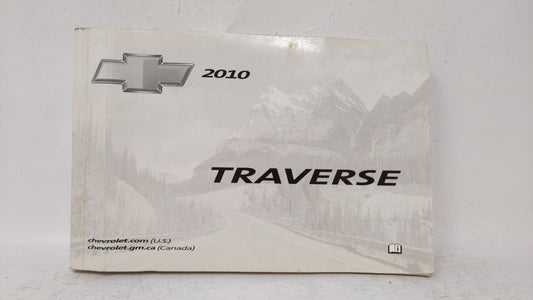 2010
TRAVERSE
chevrolet.com (U.S.)
chevrolet.gm.ca (Canada)